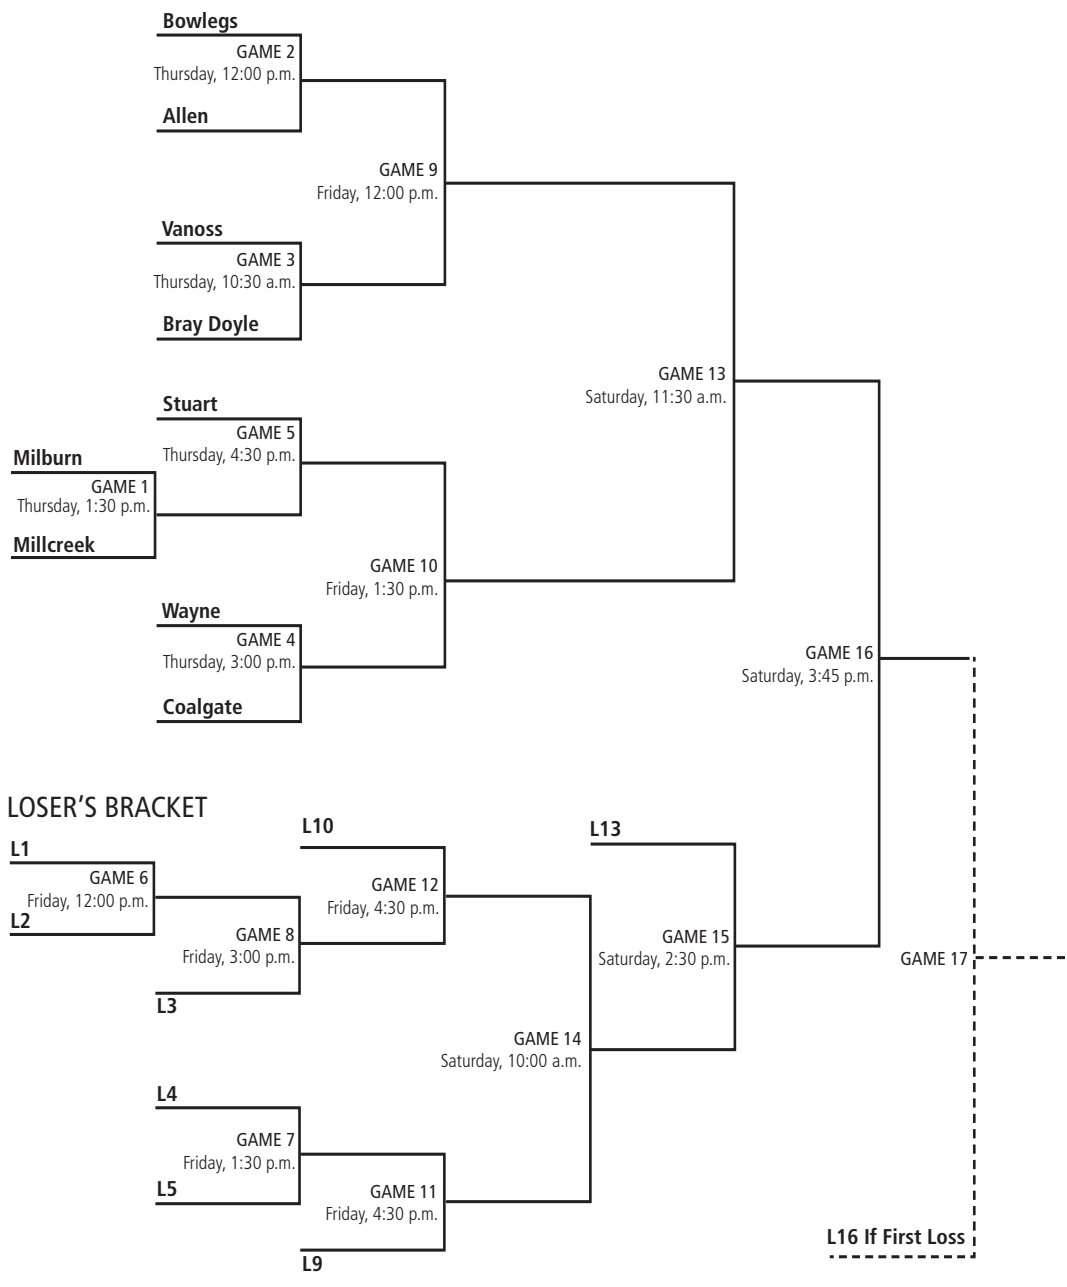 Bowlegs
GAME 2
Thursday, 12:00 p.m.
Allen
GAME 9
Friday, 12:00 p.m.
Vanoss
GAME 3
Thursday, 10:30 a.m.
Bray Doyle
GAME 13
Saturday, 11:30 a.m.
Stuart
GAME 5
Thursday, 4:30 p.m.
Milburn
GAME 1
Thursday, 1:30 p.m.
Millcreek
GAME 10
Friday, 1:30 p.m.
Wayne
GAME 4
Thursday, 3:00 p.m.
Coalgate
GAME 16
Saturday, 3:45 p.m.
LOSER'S BRACKET
L1
GAME 6
Friday, 12:00 p.m.
L2
L10
GAME 12
Friday, 4:30 p.m.
GAME 8
Friday, 3:00 p.m.
L3
L13
GAME 15
Saturday, 2:30 p.m.
GAME 17
GAME 14
Saturday, 10:00 a.m.
L4
GAME 7
Friday, 1:30 p.m.
L5
GAME 11
Friday, 4:30 p.m.
L9
L16 If First Loss